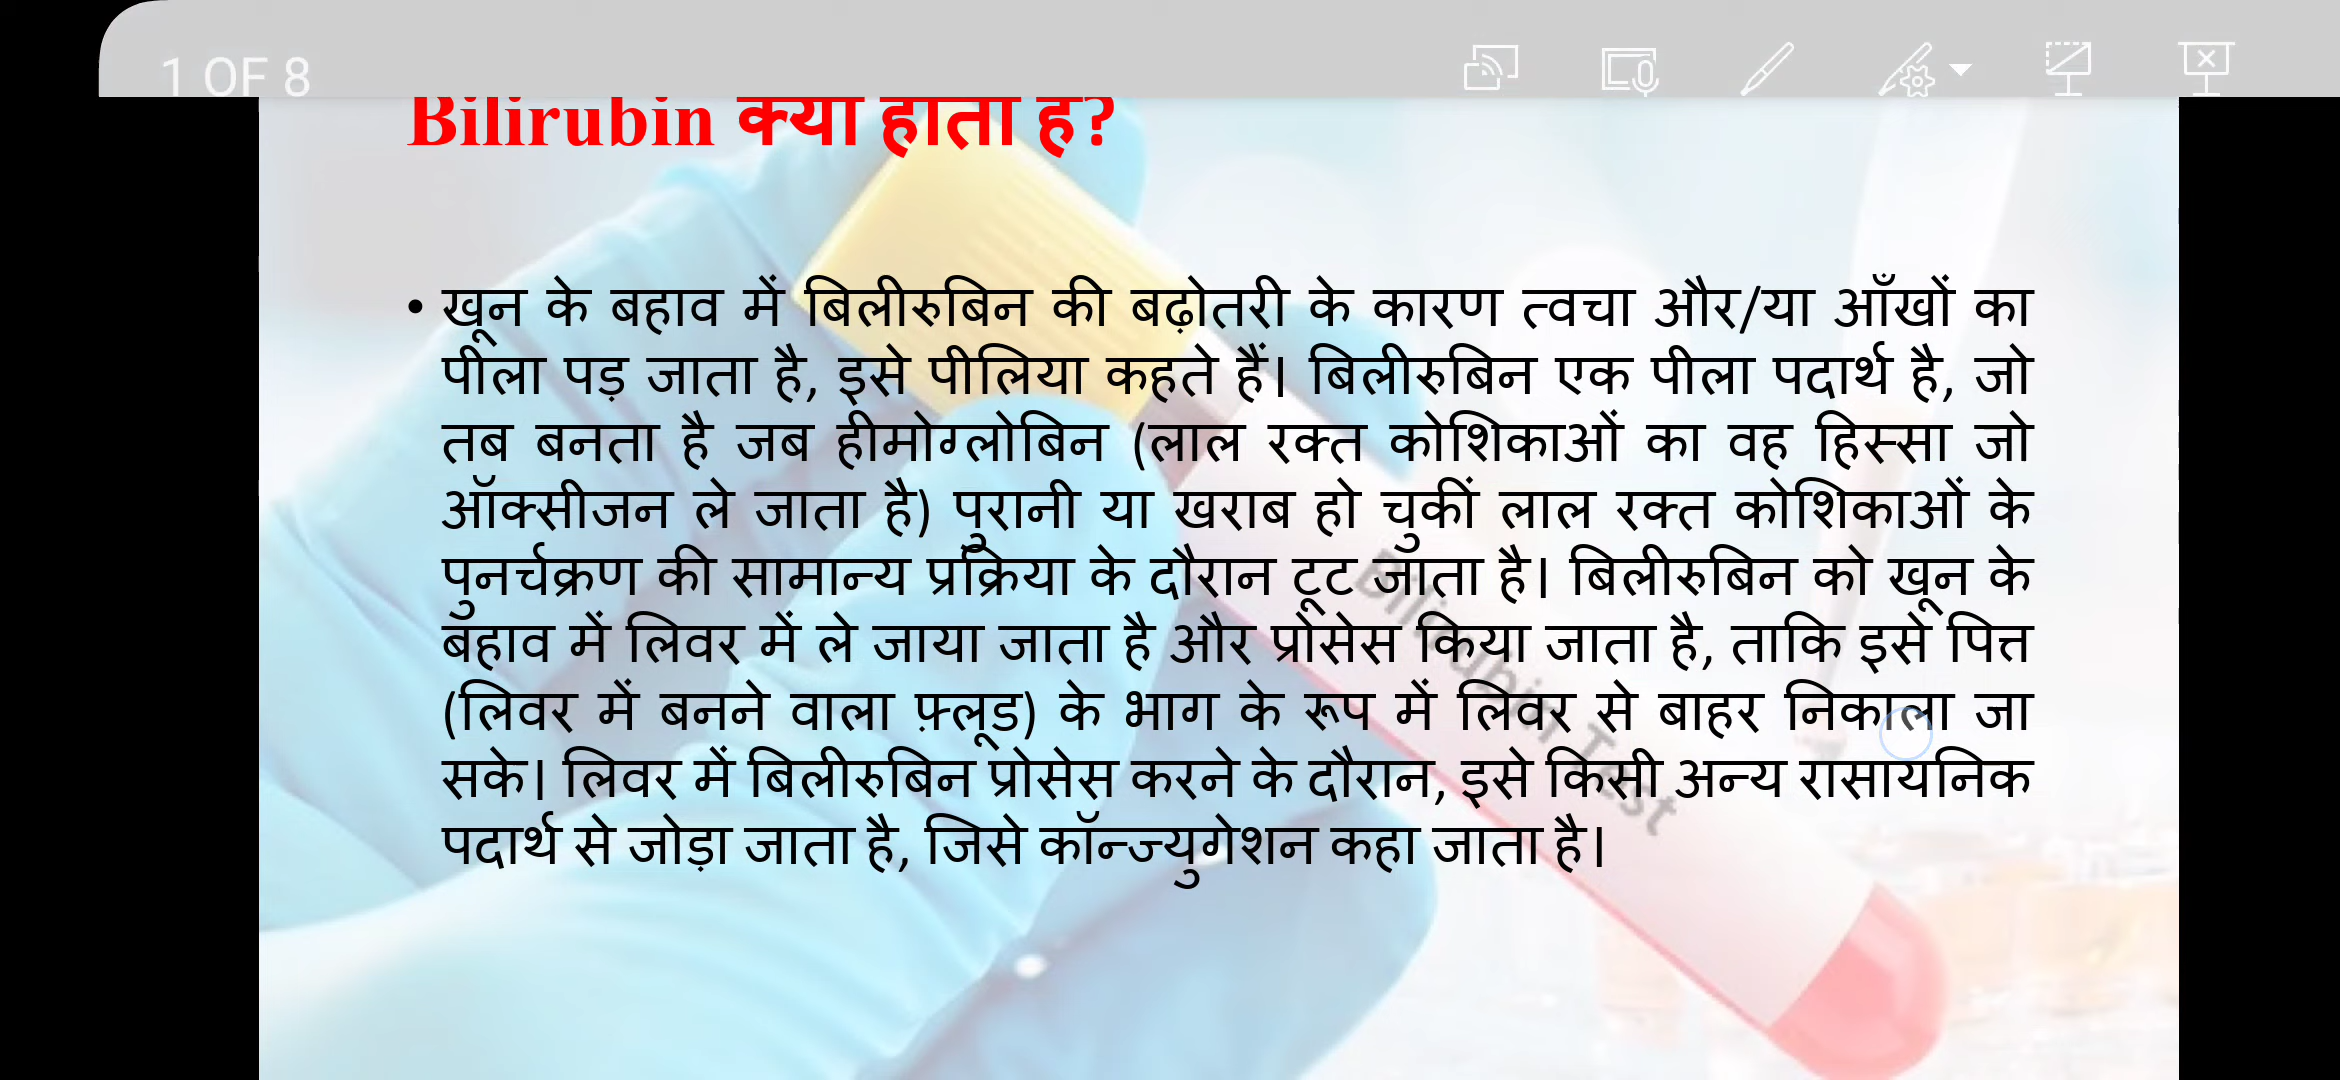 1 OF 8
Bilirubin क्या होता है?
• खून के बहाव में बिलीरुबिन की बढ़ोतरी के कारण त्वचा और/या आँखों का
पीला पड़ जाता है, इसे पीलिया कहते हैं। बिलीरुबिन एक पीला पदार्थ है, जो
तब बनता है जब हीमोग्लोबिन (लाल रक्त कोशिकाओं का वह हिस्सा जो
ऑक्सीजन ले जाता है) पुरानी या खराब हो चुकीं लाल रक्त कोशिकाओं के
पुनर्चक्रण की सामान्य प्रक्रिया के दौरान टूट जाता है। बिलीरुबिन को खून के
बहाव में लिवर में ले जाया जाता है और प्रोसेस किया जाता है, ताकि इसे पित्त
(लिवर में बनने वाला फ़्लूड) के भाग के रूप में लिवर से बाहर निकाला जा
सके। लिवर में बिलीरुबिन प्रोसेस करने के दौरान, इसे किसी अन्य रासायनिक
पदार्थ से जोड़ा जाता है, जिसे कॉन्ज्युगेशन कहा जाता है।
Bilirubin Test